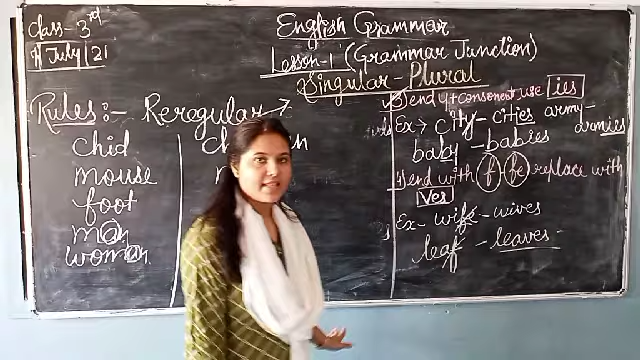 Class-3rd
English Grammar
July 21
Lesson-1 (Grammar Junction)
Singular - Plural
Rules:- Reregular →
chid
mouse
foot
man
woman
end y+consonent use ies
Ex → city - cities army - armies
baby - babies
4) end with f - fe replace with
ves
Ex - wife - wives
leaf - leaves